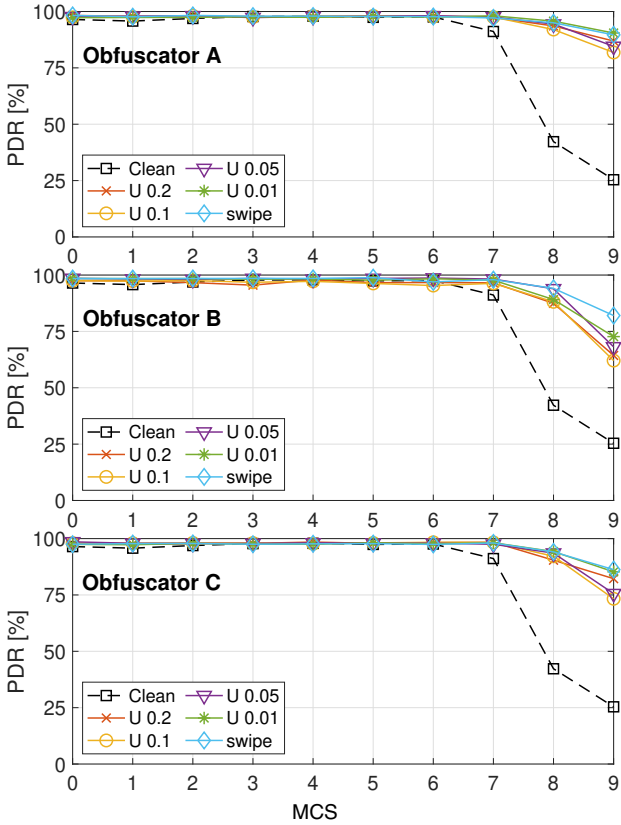 100
75
50
25
0
PDR [%]
Obfuscator A
Clean
U 0.2
U 0.1
U 0.05
U 0.01
swipe
0 1 2 3 4 5 6 7 8 9
100
75
50
25
0
PDR [%]
Obfuscator B
Clean
U 0.2
U 0.1
U 0.05
U 0.01
swipe
0 1 2 3 4 5 6 7 8 9
100
75
50
25
0
PDR [%]
Obfuscator C
Clean
U 0.2
U 0.1
U 0.05
U 0.01
swipe
0 1 2 3 4 5 6 7 8 9
MCS